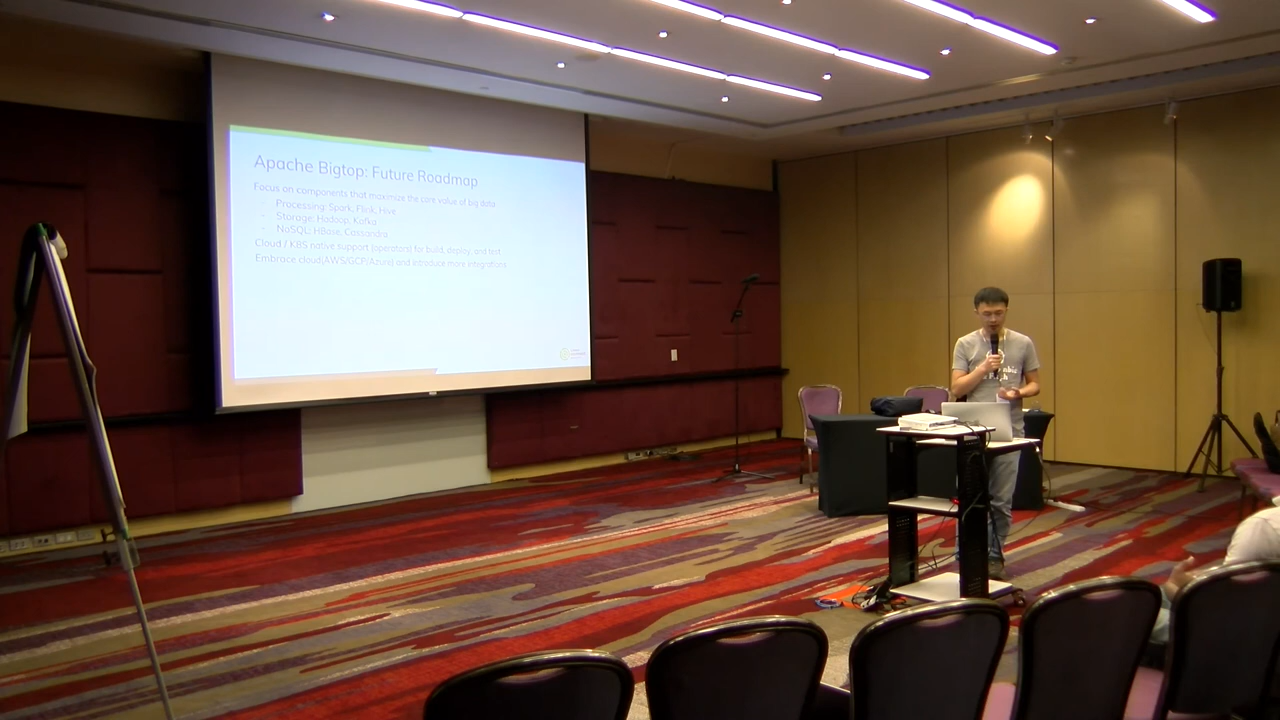 Apache Bigtop: Future Roadmap
Focus on components that maximize the core value of big data
- Processing: Spark, Flink, Hive
- Storage: Hadoop, Kafka
- NoSQL: HBase, Cassandra
Cloud / K8S native support (operators) for build, deploy, and test
Embrace cloud(AWS/GCP/Azure) and introduce more integrations